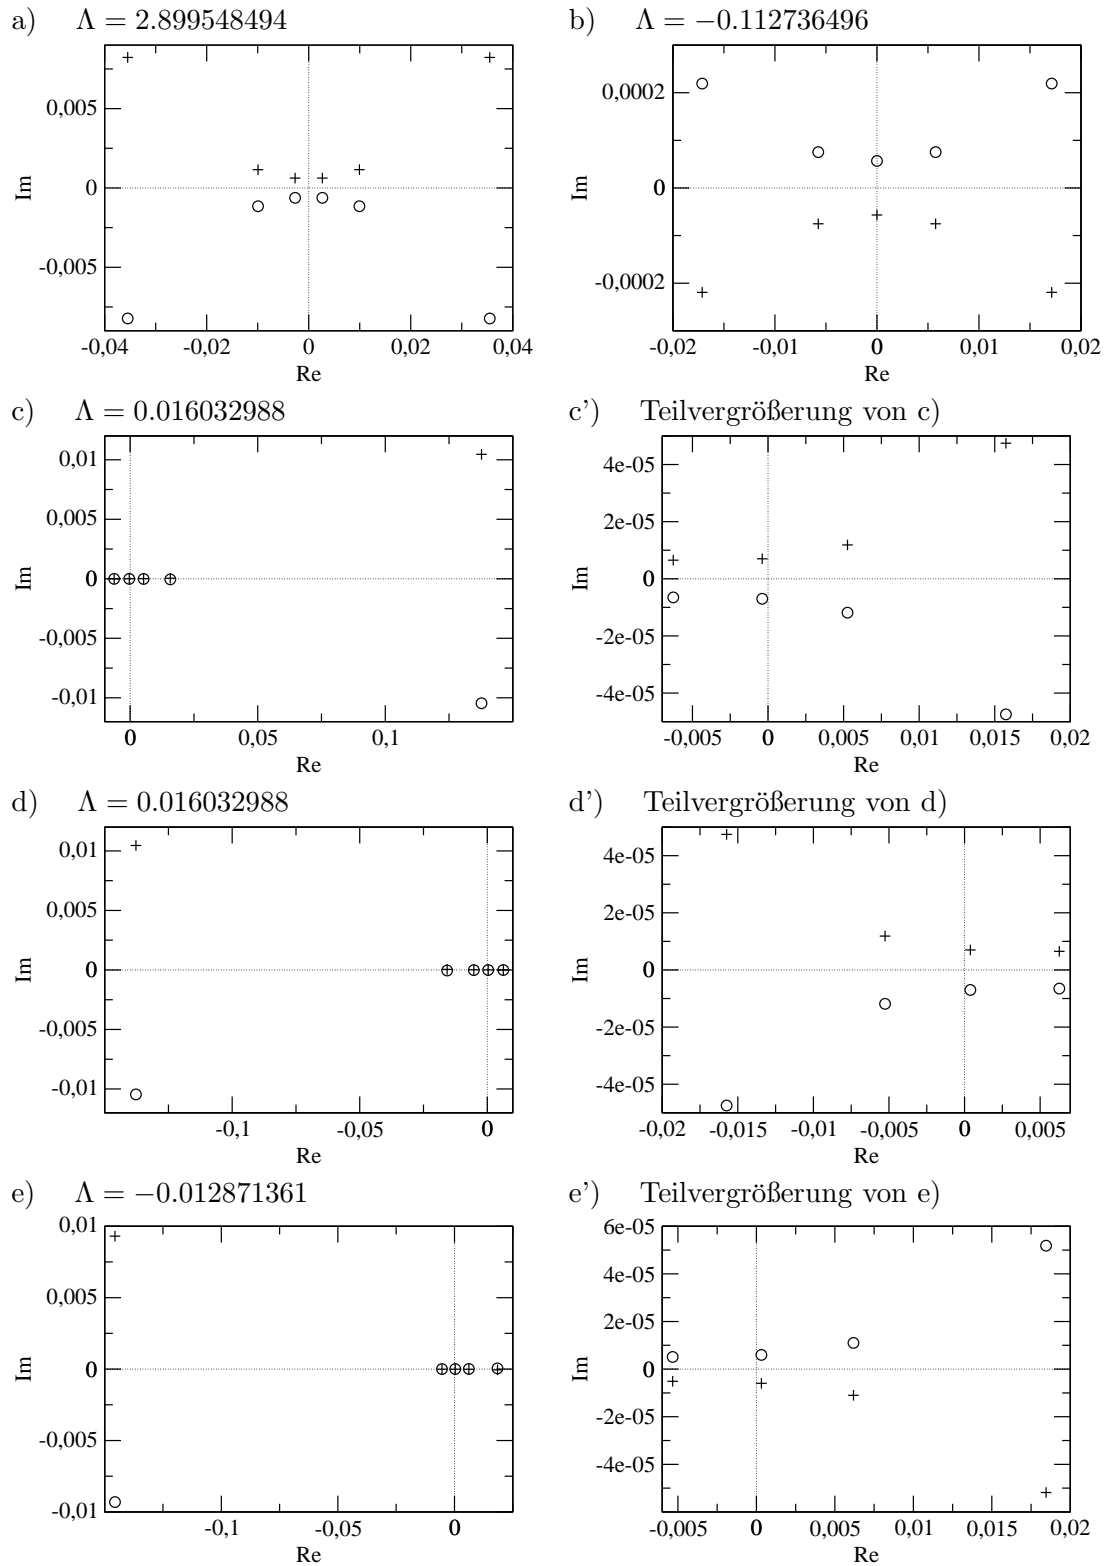 a) Λ = 2.899548494
b) Λ = −0.112736496
0,005
0
-0,005
-0,04 -0,02 0 0,02 0,04
Re
Im
0,0002
0
-0,0002
-0,02 -0,01 0 0,01 0,02
Re
Im
c) Λ = 0.016032988
c') Teilvergrößerung von c)
0,01
0,005
0
-0,005
-0,01
0 0,05 0,1
Re
Im
4e-05
2e-05
0
-2e-05
-4e-05
-0,005 0 0,005 0,01 0,015 0,02
Re
Im
d) Λ = 0.016032988
d') Teilvergrößerung von d)
0,01
0,005
0
-0,005
-0,01
-0,1 -0,05 0
Re
Im
4e-05
2e-05
0
-2e-05
-4e-05
-0,02 -0,015 -0,01 -0,005 0 0,005
Re
Im
e) Λ = −0.012871361
e') Teilvergrößerung von e)
0,01
0,005
0
-0,005
-0,01
-0,1 -0,05 0
Re
Im
6e-05
4e-05
2e-05
0
-2e-05
-4e-05
-0,005 0 0,005 0,01 0,015 0,02
Re
Im